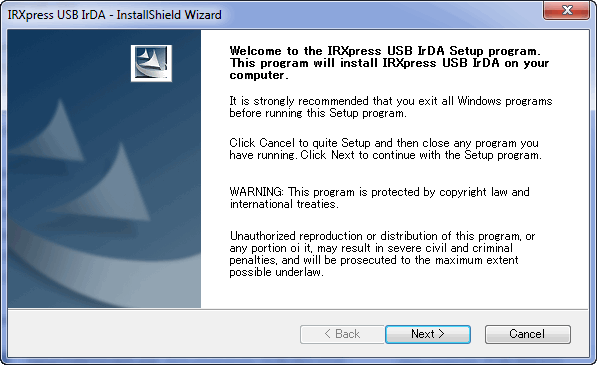 IRXpress USB IrDA - InstallShield Wizard
Welcome to the IRXpress USB IrDA Setup program.
This program will install IRXpress USB IrDA on your
computer.
It is strongly recommended that you exit all Windows programs
before running this Setup program.
Click Cancel to quite Setup and then close any program you
have running. Click Next to continue with the Setup program.
WARNING: This program is protected by copyright law and
international treaties.
Unauthorized reproduction or distribution of this program, or
any portion oi it, may result in severe civil and criminal
penalties, and will be prosecuted to the maximum extent
possible underlaw.
< Back
Next >
Cancel